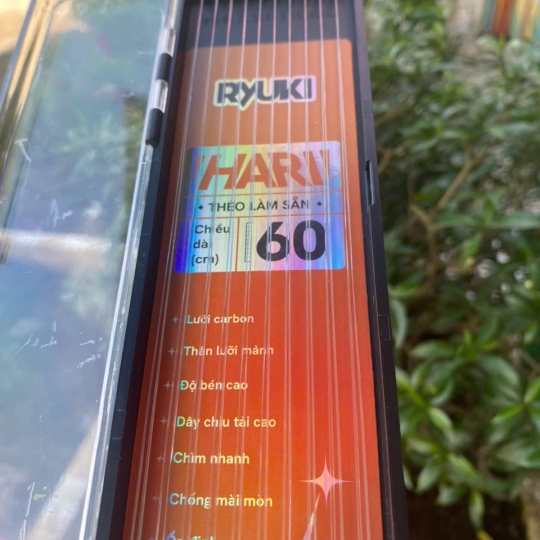 RYUKI
HARI
THẺO LÀM SẴN
Chiều
dài
(cm)
60
Lưỡi carbon
Thân lưỡi mảnh
Độ bén cao
Dây chịu tải cao
Chìm nhanh
Chống mài mòn